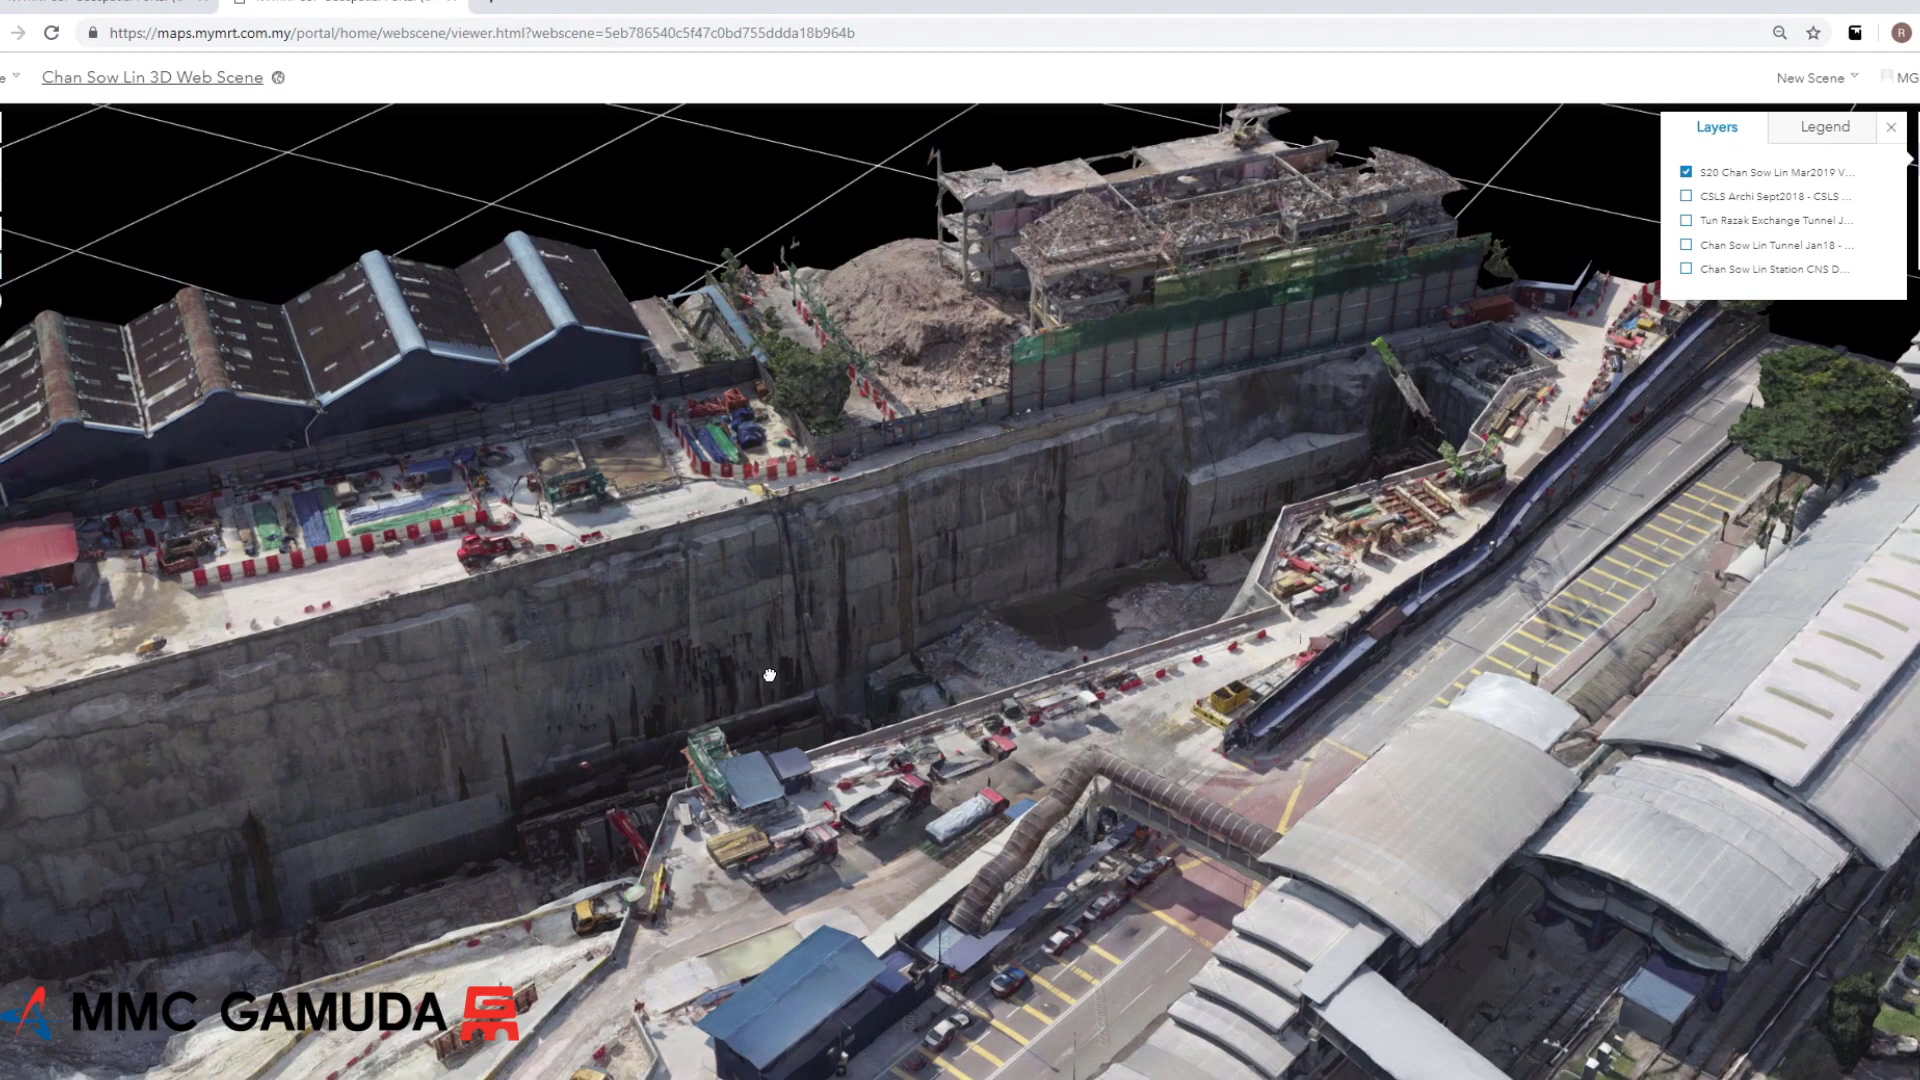 https://maps.mymrt.com.my/portal/home/webscene/viewer.html?webscene=5eb786540c5f47c0bd755ddda18b964b
R
Chan Sow Lin 3D Web Scene
New Scene
MG
Layers
Legend
S20 Chan Sow Lin Mar2019 V...
CSLS Archi Sept2018 - CSLS ...
Tun Razak Exchange Tunnel J...
Chan Sow Lin Tunnel Jan18 - ...
Chan Sow Lin Station CNS D...
MMC GAMUDA